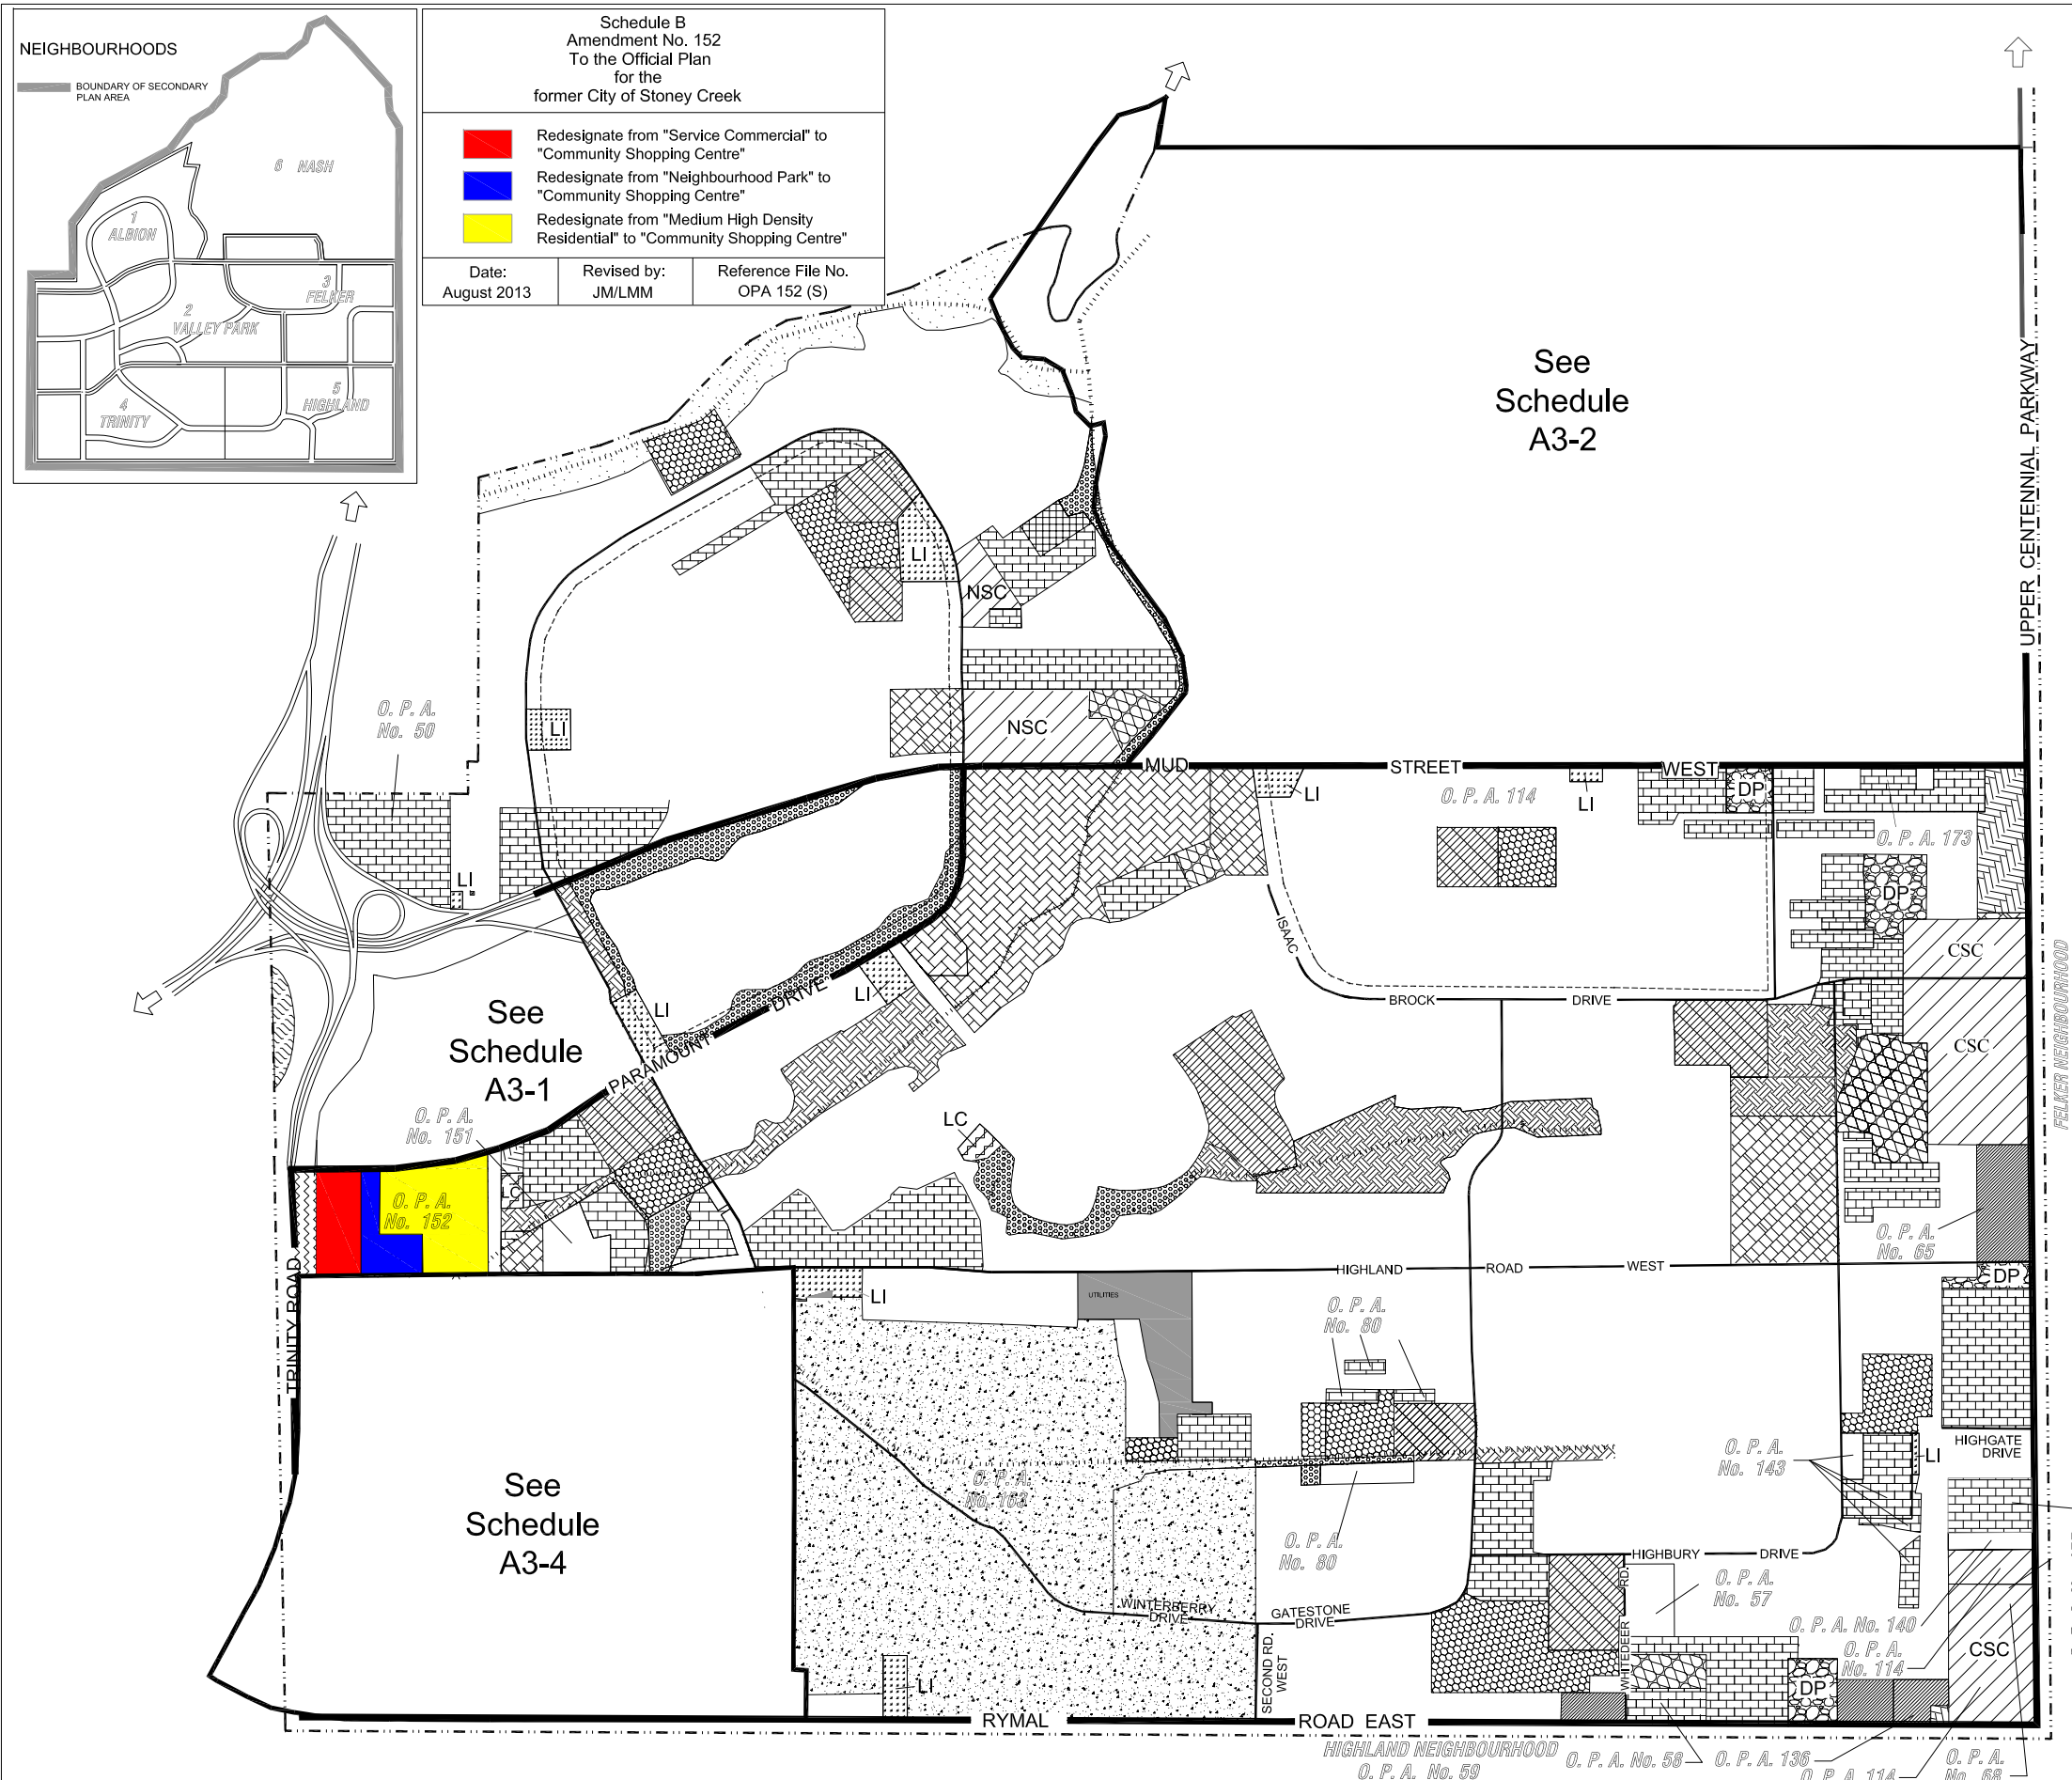 NEIGHBOURHOODS
BOUNDARY OF SECONDARY
PLAN AREA
6 NASH
1
ALBION
3
FELKER
2
VALLEY PARK
5
HIGHLAND
4
TRINITY
Schedule B
Amendment No. 152
To the Official Plan
for the
former City of Stoney Creek
Redesignate from "Service Commercial" to
"Community Shopping Centre"
Redesignate from "Neighbourhood Park" to
"Community Shopping Centre"
Redesignate from "Medium High Density
Residential" to "Community Shopping Centre"
Date:
August 2013
Revised by:
JM/LMM
Reference File No.
OPA 152 (S)
See
Schedule
A3-2
UPPER CENTENNIAL PARKWAY
LI
NSC
O. P. A.
No. 50
LI
NSC
MUD STREET WEST
LI
O. P. A. 114
LI
DP
O. P. A. 173
LI
DP
ISAAC
CSC
FELKER NEIGHBOURHOOD
LI
LI
BROCK DRIVE
See
Schedule
A3-1
PARAMOUNT DRIVE
CSC
O. P. A.
No. 151
LC
LC
O. P. A.
No. 152
O. P. A.
No. 65
TRINITY ROAD
HIGHLAND ROAD WEST
DP
LI
UTILITIES
O. P. A.
No. 80
HIGHGATE
DRIVE
O. P. A.
No. 143
LI
See
Schedule
A3-4
O. P. A.
No. 163
O. P. A.
No. 80
HIGHBURY DRIVE
O. P. A.
No. 57
WINTERBERRY
DRIVE
GATESTONE
DRIVE
WHITEDEER RD.
O. P. A. No. 140
O. P. A.
No. 114
CSC
SECOND RD.
WEST
LI
DP
RYMAL ROAD EAST
HIGHLAND NEIGHBOURHOOD
O. P. A. No. 59
O. P. A. No. 58
O. P. A. 136
O. P. A. 114
O. P. A.
No. 68